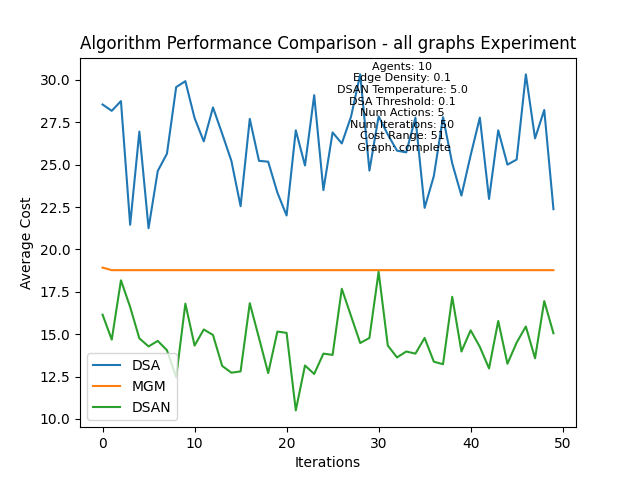 Algorithm Performance Comparison - all graphs Experiment
Agents: 10
Edge Density: 0.1
DSAN Temperature: 5.0
DSA Threshold: 0.1
Num Actions: 5
Num Iterations: 50
Cost Range: 51
Graph: complete
Average Cost
30.0
27.5
25.0
22.5
20.0
17.5
15.0
12.5
10.0
DSA
MGM
DSAN
0 10 20 30 40 50
Iterations